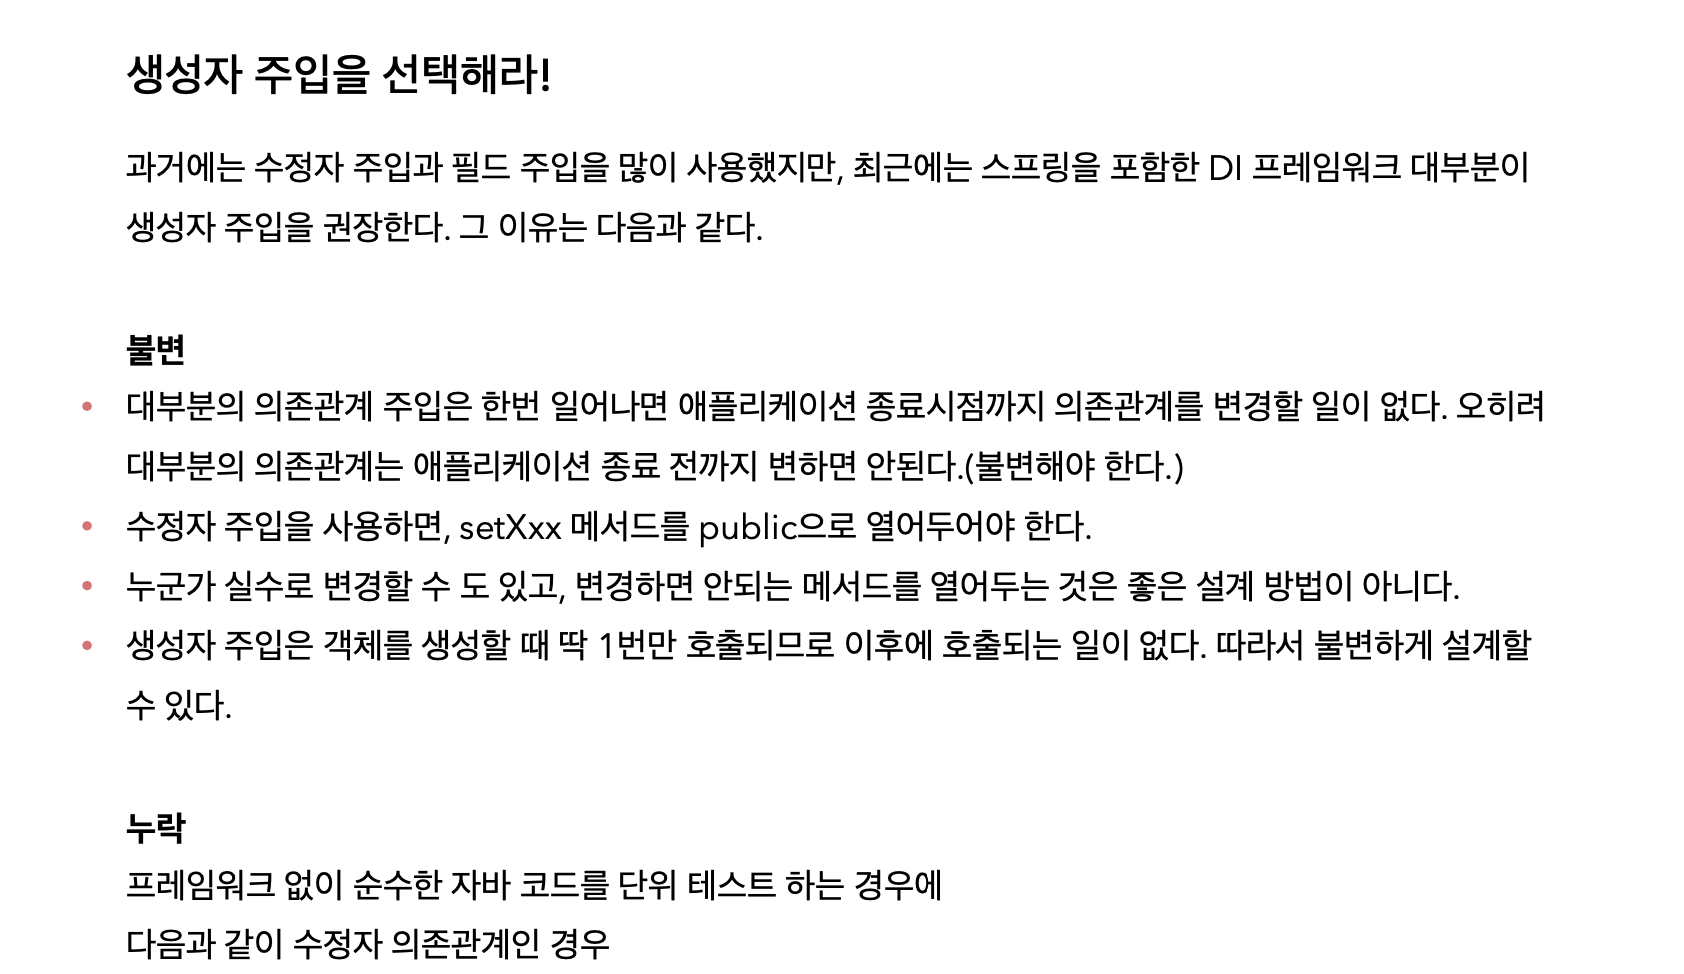 생성자 주입을 선택해라!
과거에는 수정자 주입과 필드 주입을 많이 사용했지만, 최근에는 스프링을 포함한 DI 프레임워크 대부분이
생성자 주입을 권장한다. 그 이유는 다음과 같다.
불변
• 대부분의 의존관계 주입은 한번 일어나면 애플리케이션 종료시점까지 의존관계를 변경할 일이 없다. 오히려
대부분의 의존관계는 애플리케이션 종료 전까지 변하면 안된다.(불변해야 한다.)
• 수정자 주입을 사용하면, setXxx 메서드를 public으로 열어두어야 한다.
• 누군가 실수로 변경할 수 도 있고, 변경하면 안되는 메서드를 열어두는 것은 좋은 설계 방법이 아니다.
• 생성자 주입은 객체를 생성할 때 딱 1번만 호출되므로 이후에 호출되는 일이 없다. 따라서 불변하게 설계할
수 있다.
누락
프레임워크 없이 순수한 자바 코드를 단위 테스트 하는 경우에
다음과 같이 수정자 의존관계인 경우